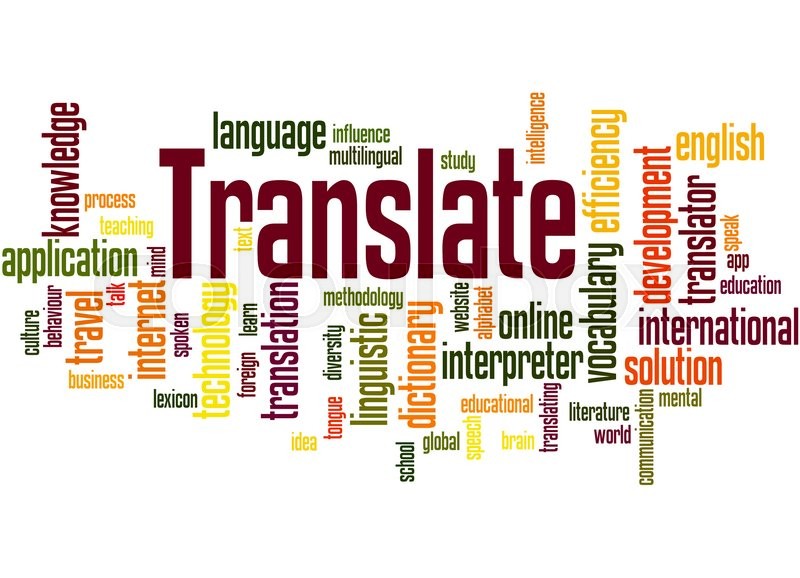 Translate
language
influence
multilingual
study
intelligence
efficiency
english
knowledge
process
teaching
application
mind
text
development
translator
speak
app
education
culture
behaviour
travel
talk
internet
spoken
technology
learn
translation
methodology
website
alphabet
online
vocabulary
international
business
lexicon
foreign
diversity
linguistic
dictionary
interpreter
solution
idea
tongue
educational
translating
literature
communication
mental
school
global
speech
brain
world
colourbox